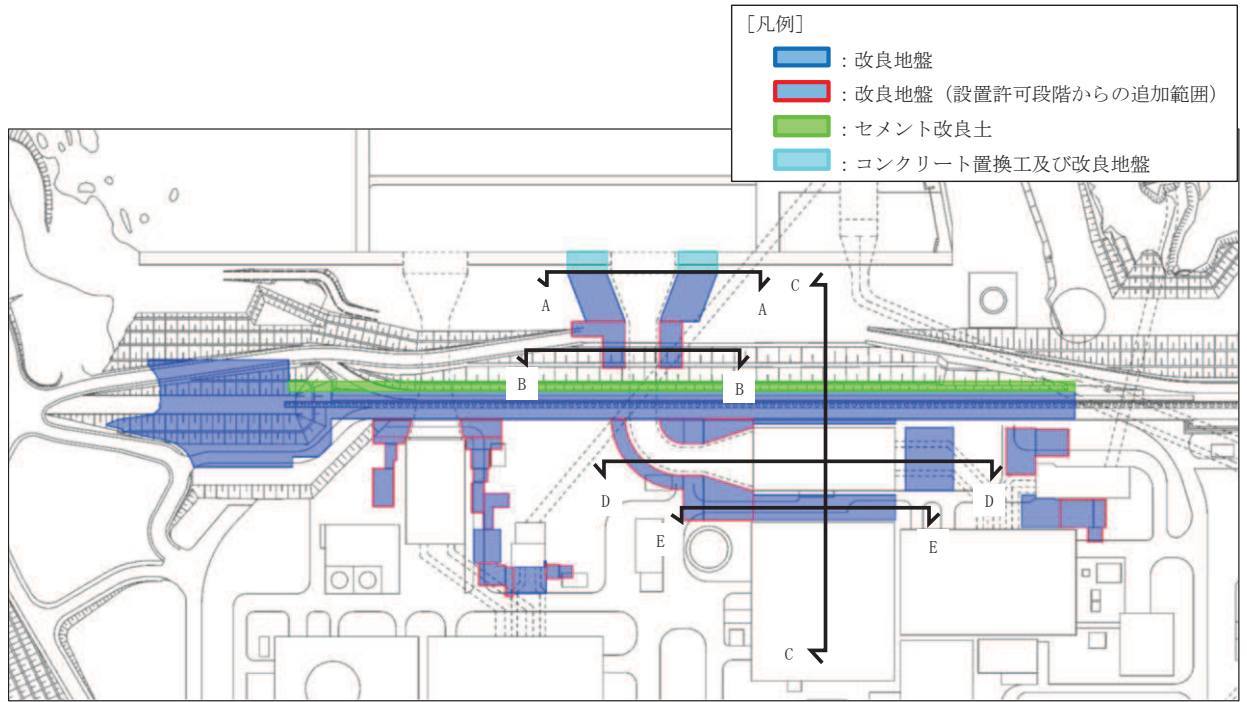 [凡例]
：改良地盤
：改良地盤（設置許可段階からの追加範囲）
：セメント改良土
：コンクリート置換工及び改良地盤
A
A
C
B
B
D
D
E
E
C